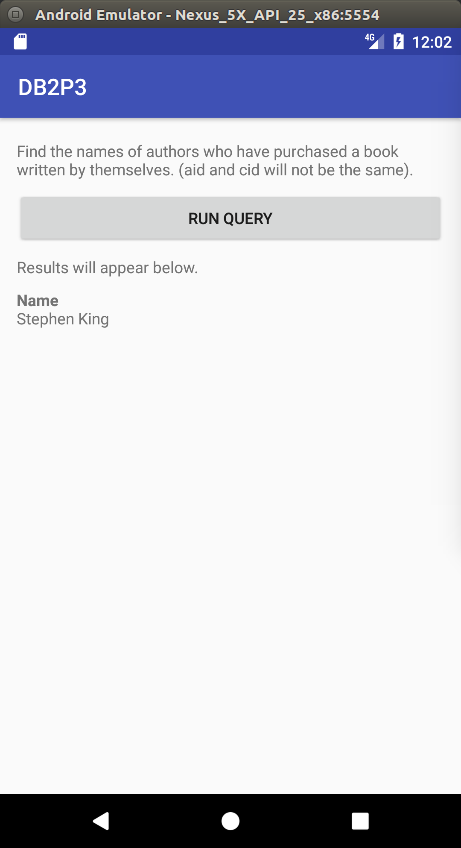 Android Emulator - Nexus_5X_API_25_x86:5554
4G 12:02
DB2P3
Find the names of authors who have purchased a book
written by themselves. (aid and cid will not be the same).
RUN QUERY
Results will appear below.
Name
Stephen King